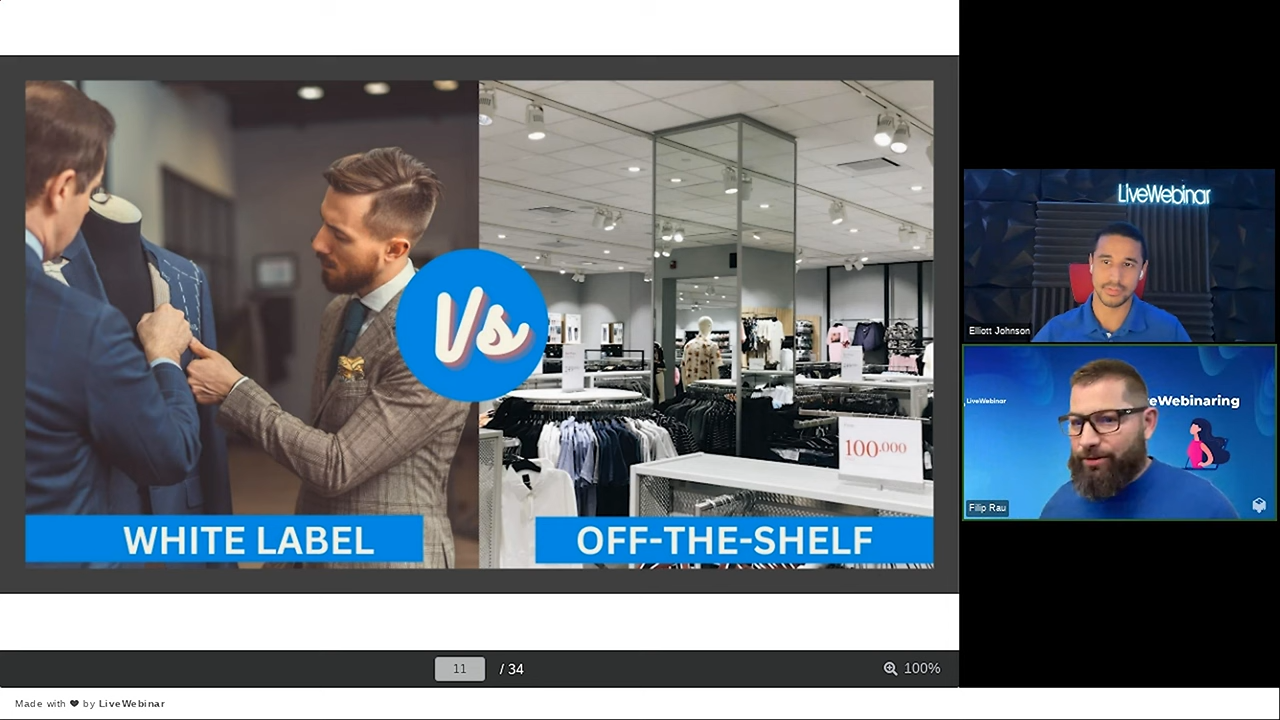 Vs
WHITE LABEL
OFF-THE-SHELF
100,000
11 / 34
100%
LiveWebinar
Elliott Johnson
LiveWebinar
eWebinaring
Filip Rau
Made with ❤ by LiveWebinar